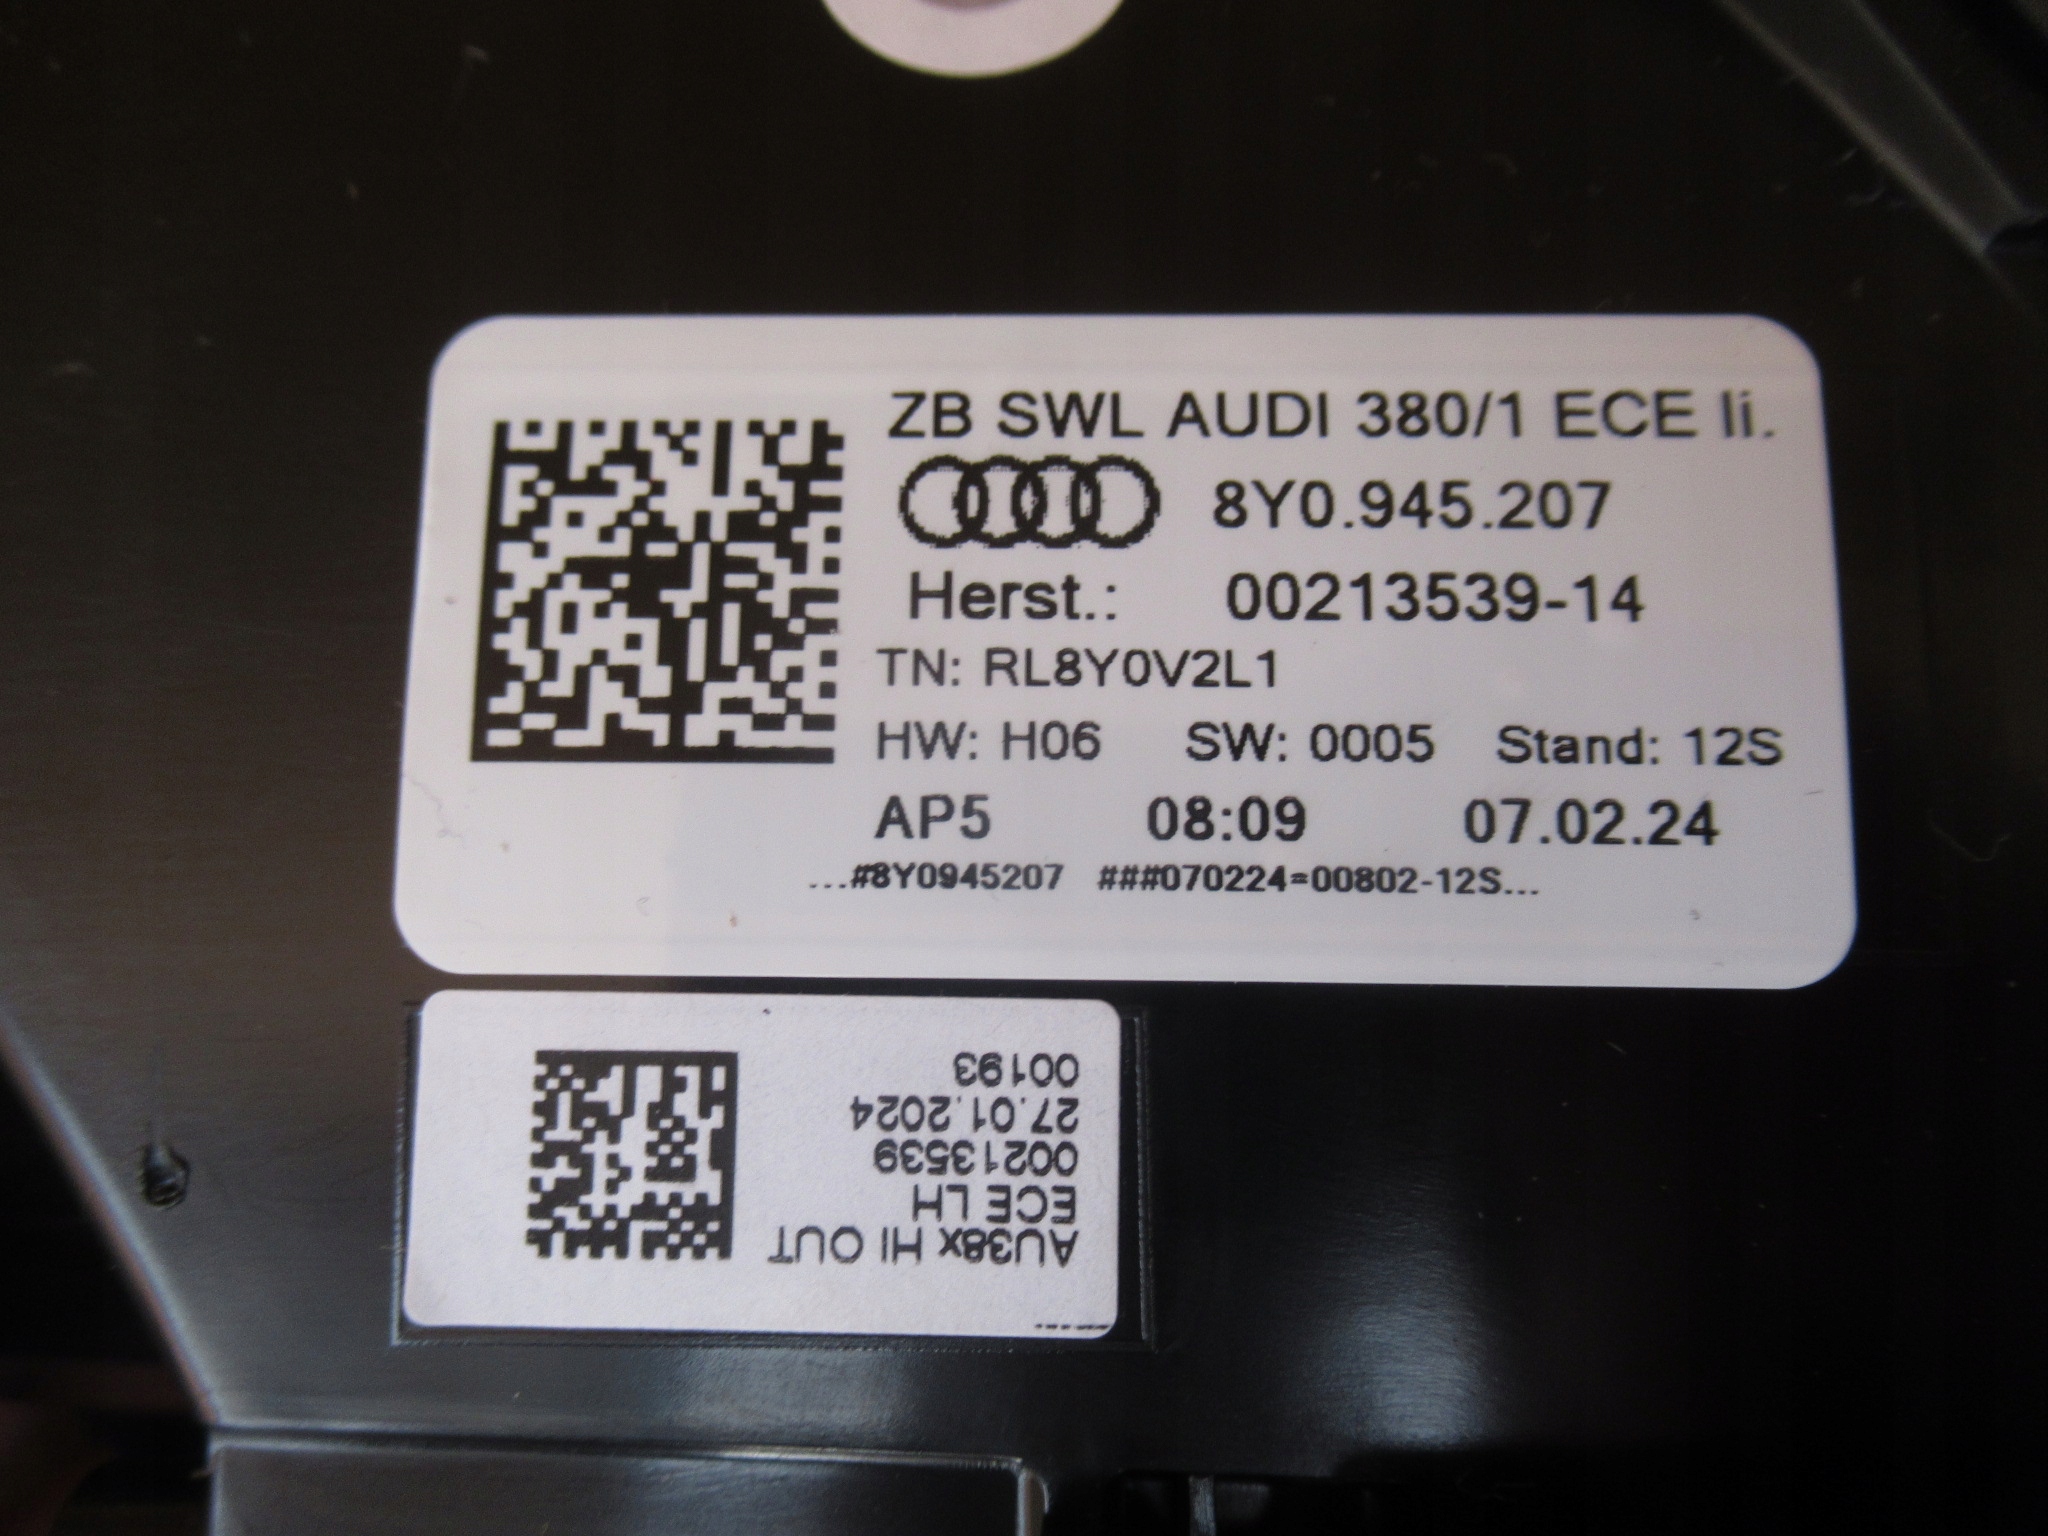 ZB SWL AUDI 380/1 ECE li.
8Y0.945.207
Herst.: 00213539-14
TN: RL8Y0V2L1
HW: H06 SW: 0005 Stand: 12S
AP5 08:09 07.02.24
...#8Y0945207 ###070224=00802-12S...
AU38x HI OUT
ECE LH
00213539
27.01.2024
00193